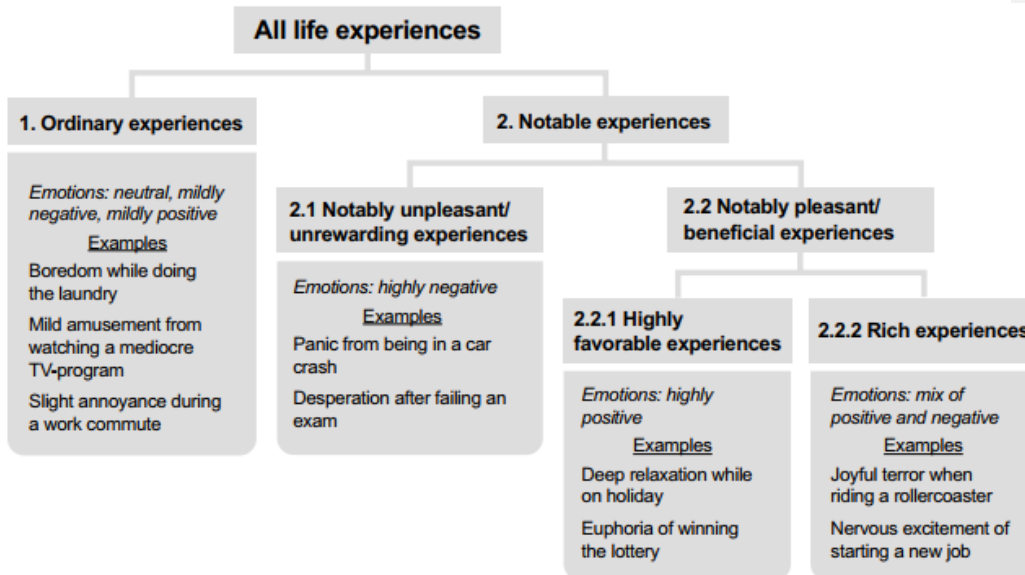 All life experiences
1. Ordinary experiences
Emotions: neutral, mildly
negative, mildly positive
Examples
Boredom while doing
the laundry
Mild amusement from
watching a mediocre
TV-program
Slight annoyance during
a work commute
2. Notable experiences
2.1 Notably unpleasant/
unrewarding experiences
Emotions: highly negative
Examples
Panic from being in a car
crash
Desperation after failing an
exam
2.2 Notably pleasant/
beneficial experiences
2.2.1 Highly
favorable experiences
Emotions: highly
positive
Examples
Deep relaxation while
on holiday
Euphoria of winning
the lottery
2.2.2 Rich experiences
Emotions: mix of
positive and negative
Examples
Joyful terror when
riding a rollercoaster
Nervous excitement of
starting a new job